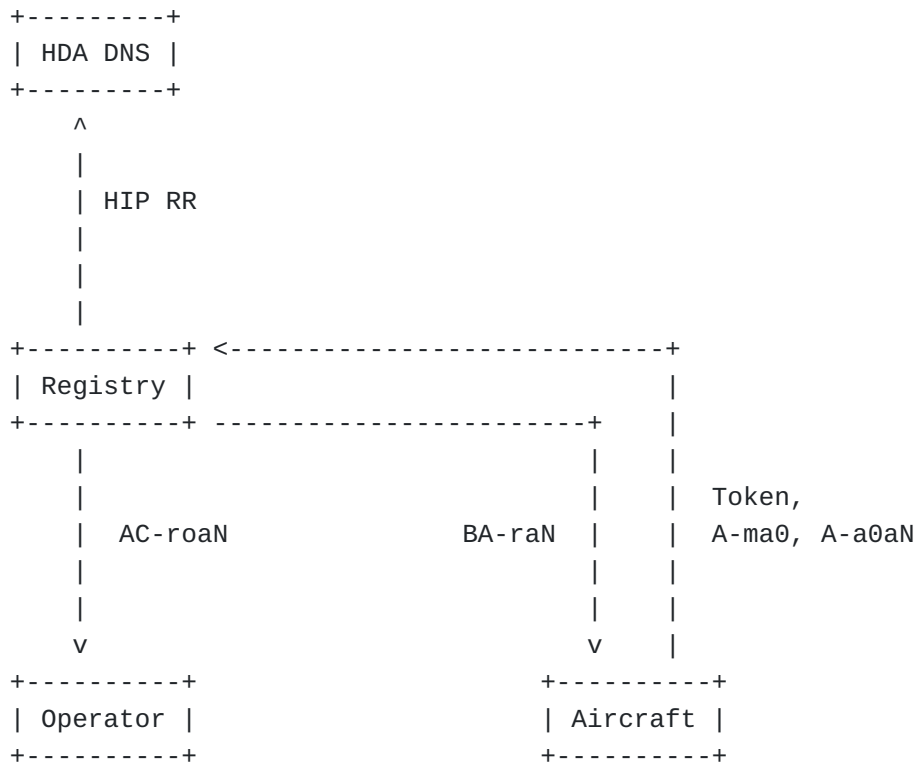 +---------+
| HDA DNS |
+---------+
    ^
    |
    | HIP RR
    |
    |
    |
+----------+ <----------------------------+
| Registry |                              |
+----------+ ------------------------+    |
    |                                |    |
    |                                |    |  Token,
    |  AC-roaN               BA-raN  |    |  A-ma0, A-a0aN
    |                                |    |
    |                                |    |
    v                                v    |
+----------+                      +----------+
| Operator |                      | Aircraft |
+----------+                      +----------+